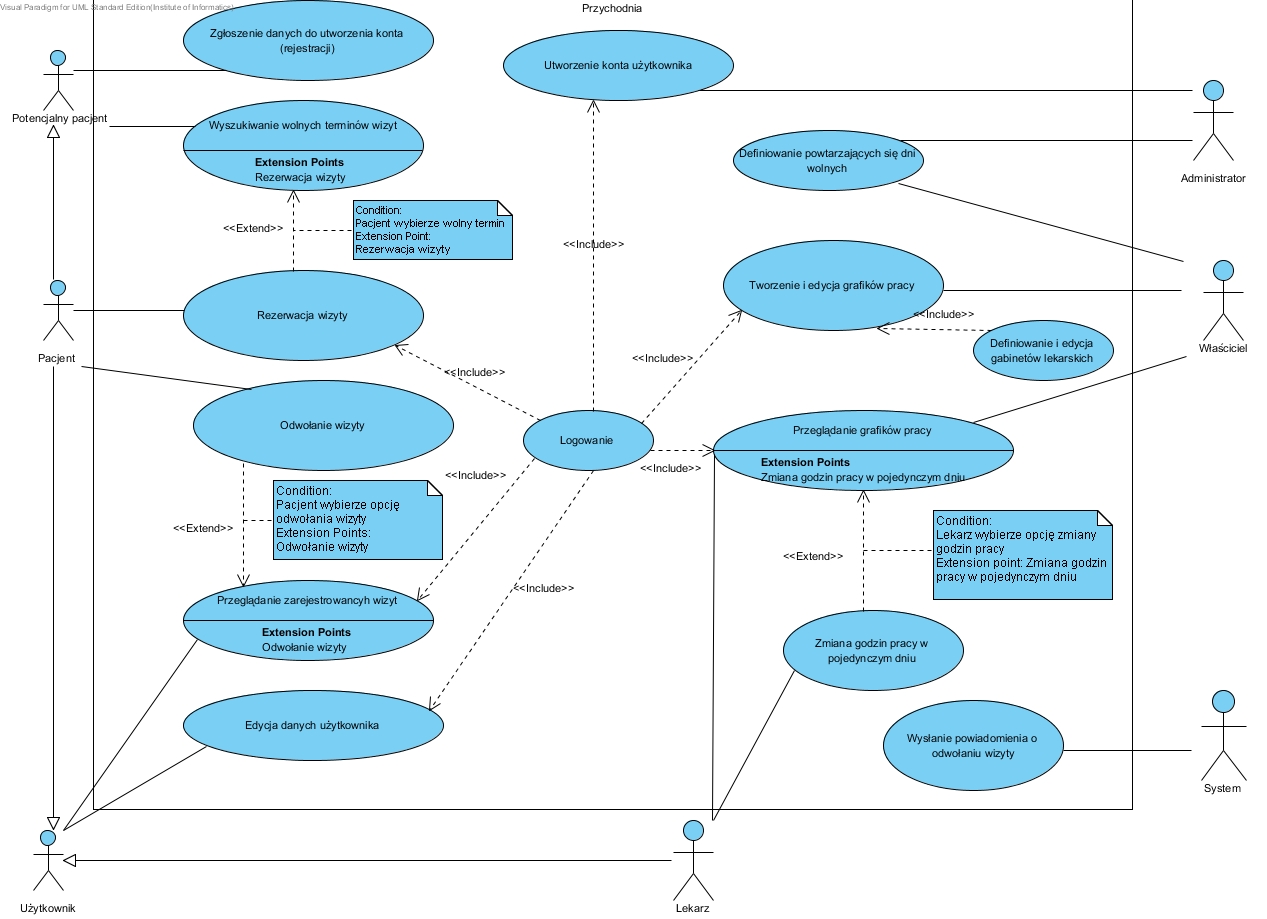 Visual Paradigm for UML Standard Edition(Institute of Informatics)
Przychodnia
Zgłoszenie danych do utworzenia konta
(rejestracji)
Utworzenie konta użytkownika
Potencjalny pacjent
Wyszukiwanie wolnych terminów wizyt
Extension Points
Rezerwacja wizyty
Definiowanie powtarzających się dni
wolnych
Administrator
<<Extend>>
Condition:
Pacjent wybierze wolny termin
Extension Point:
Rezerwacja wizyty
<<Include>>
Tworzenie i edycja grafików pracy
Rezerwacja wizyty
<<Include>>
Definiowanie i edycja
gabinetów lekarskich
Właściciel
Pacjent
<<Include>>
<<Include>>
Odwołanie wizyty
Logowanie
Przeglądanie grafików pracy
Extension Points
Zmiana godzin pracy w pojedynczym dniu
<<Include>>
<<Include>>
Condition:
Pacjent wybierze opcję
odwołania wizyty
Extension Points:
Odwołanie wizyty
<<Extend>>
Condition:
Lekarz wybierze opcję zmiany
godzin pracy
Extension point: Zmiana godzin
pracy w pojedynczym dniu
<<Extend>>
<<Include>>
Przeglądanie zarejestrowancyh wizyt
Extension Points
Odwołanie wizyty
Zmiana godzin pracy w
pojedynczym dniu
Edycja danych użytkownika
Wysłanie powiadomienia o
odwołaniu wizyty
System
Użytkownik
Lekarz